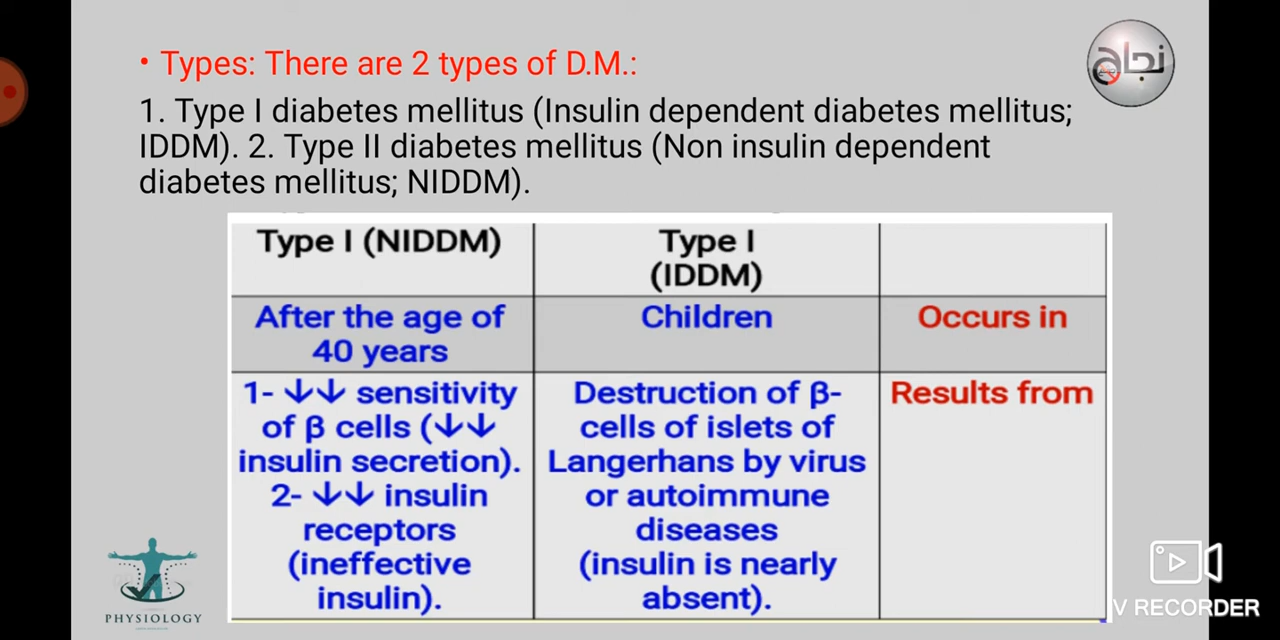 • Types: There are 2 types of D.M.:
1. Type I diabetes mellitus (Insulin dependent diabetes mellitus;
IDDM). 2. Type II diabetes mellitus (Non insulin dependent
diabetes mellitus; NIDDM).
Type I (NIDDM)
Type I
(IDDM)
After the age of
40 years
Children
Occurs in
1- ↓↓ sensitivity
of β cells (↓↓
insulin secretion).
2- ↓↓ insulin
receptors
(ineffective
insulin).
Destruction of β-
cells of islets of
Langerhans by virus
or autoimmune
diseases
(insulin is nearly
absent).
Results from
PHYSIOLOGY
V RECORDER